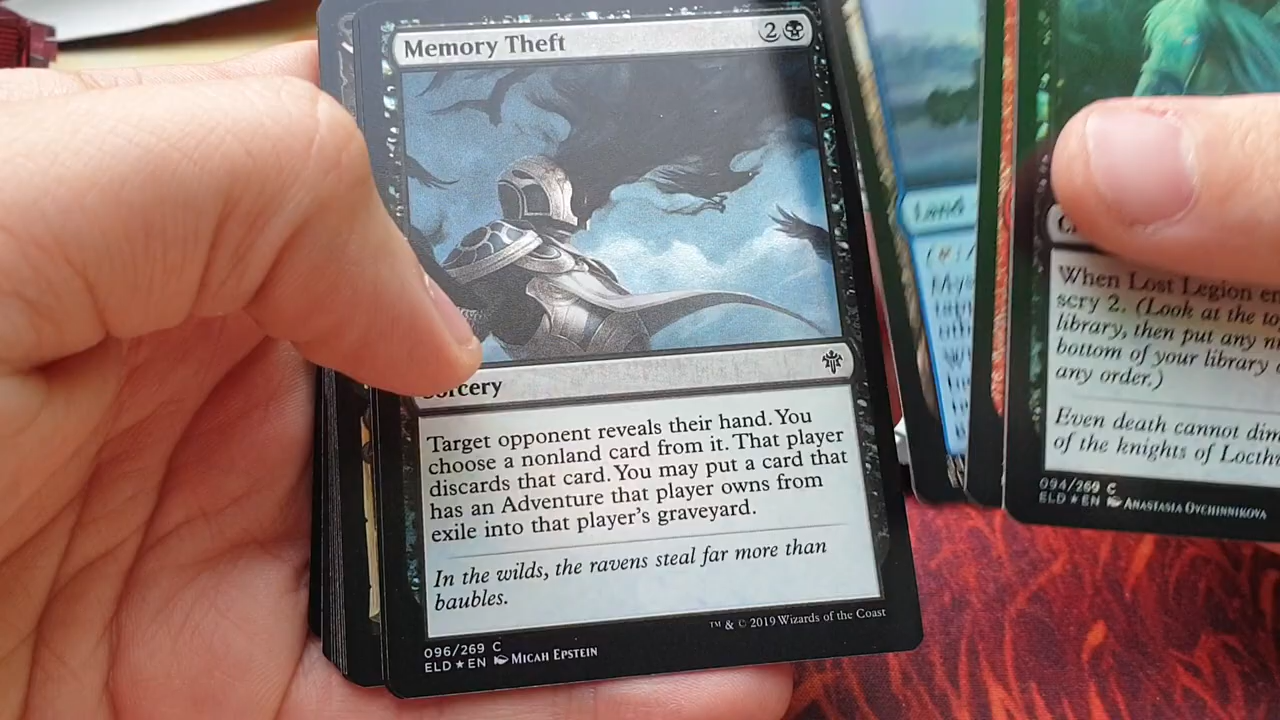 Memory Theft 2
Sorcery
Target opponent reveals their hand. You
choose a nonland card from it. That player
discards that card. You may put a card that
has an Adventure that player owns from
exile into that player's graveyard.
In the wilds, the ravens steal far more than
baubles.
™ & © 2019 Wizards of the Coast
096/269 C
ELD ★ EN Micah Epstein
Land
When Lost Legion
scry 2. (Look at the
library, then put any
bottom of your library
any order.)
Even death cannot
of the knights of
094/269 C
ELD ★ EN Anastasia Ovchinnikova